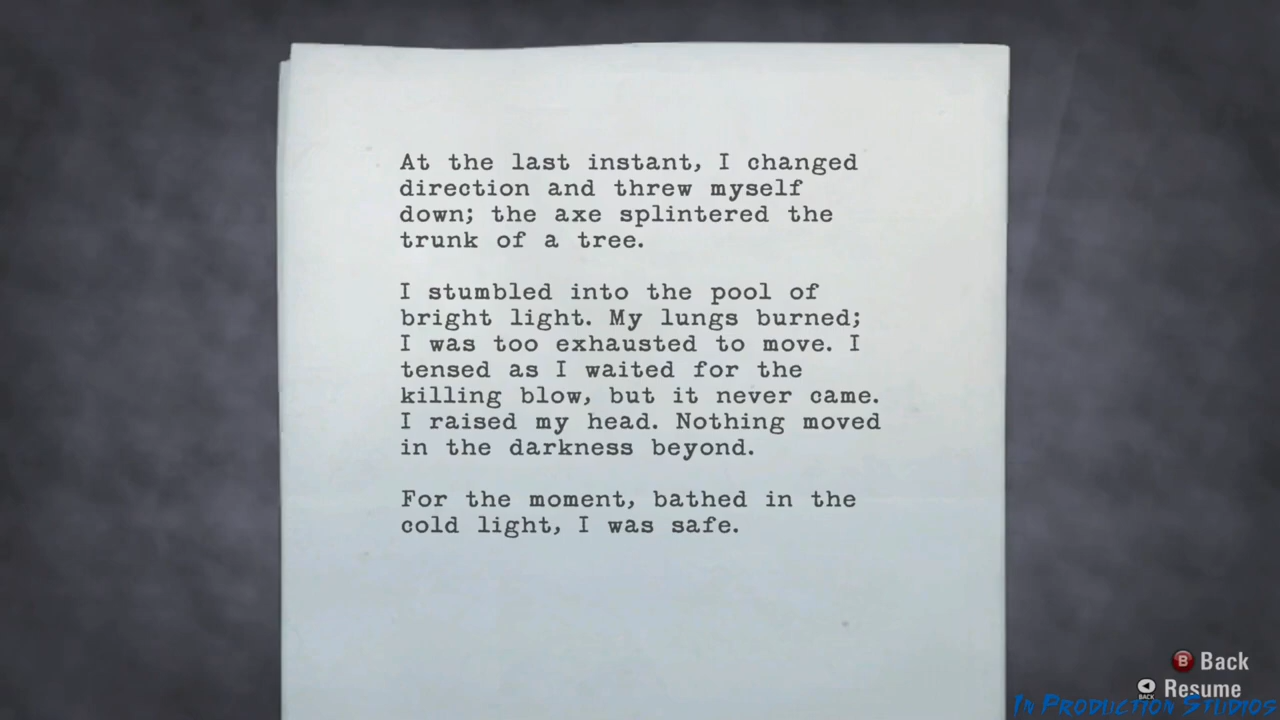 At the last instant, I changed
direction and threw myself
down; the axe splintered the
trunk of a tree.
I stumbled into the pool of
bright light. My lungs burned;
I was too exhausted to move. I
tensed as I waited for the
killing blow, but it never came.
I raised my head. Nothing moved
in the darkness beyond.
For the moment, bathed in the
cold light, I was safe.
B Back
BACK Resume
In Production Studios